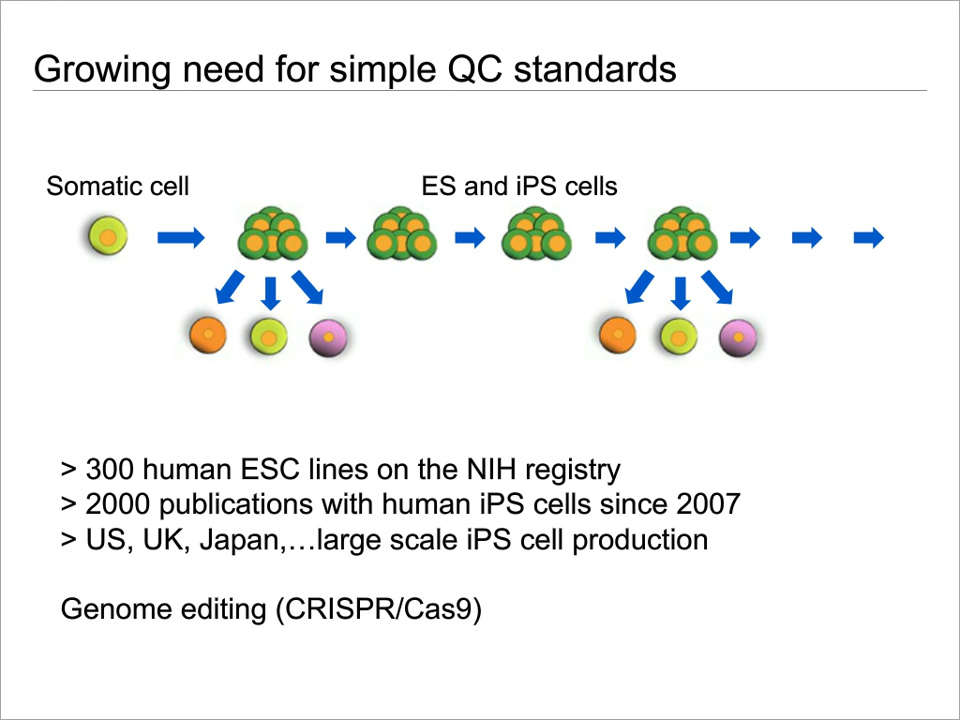 Growing need for simple QC standards
Somatic cell
ES and iPS cells
> 300 human ESC lines on the NIH registry
> 2000 publications with human iPS cells since 2007
> US, UK, Japan,…large scale iPS cell production
Genome editing (CRISPR/Cas9)